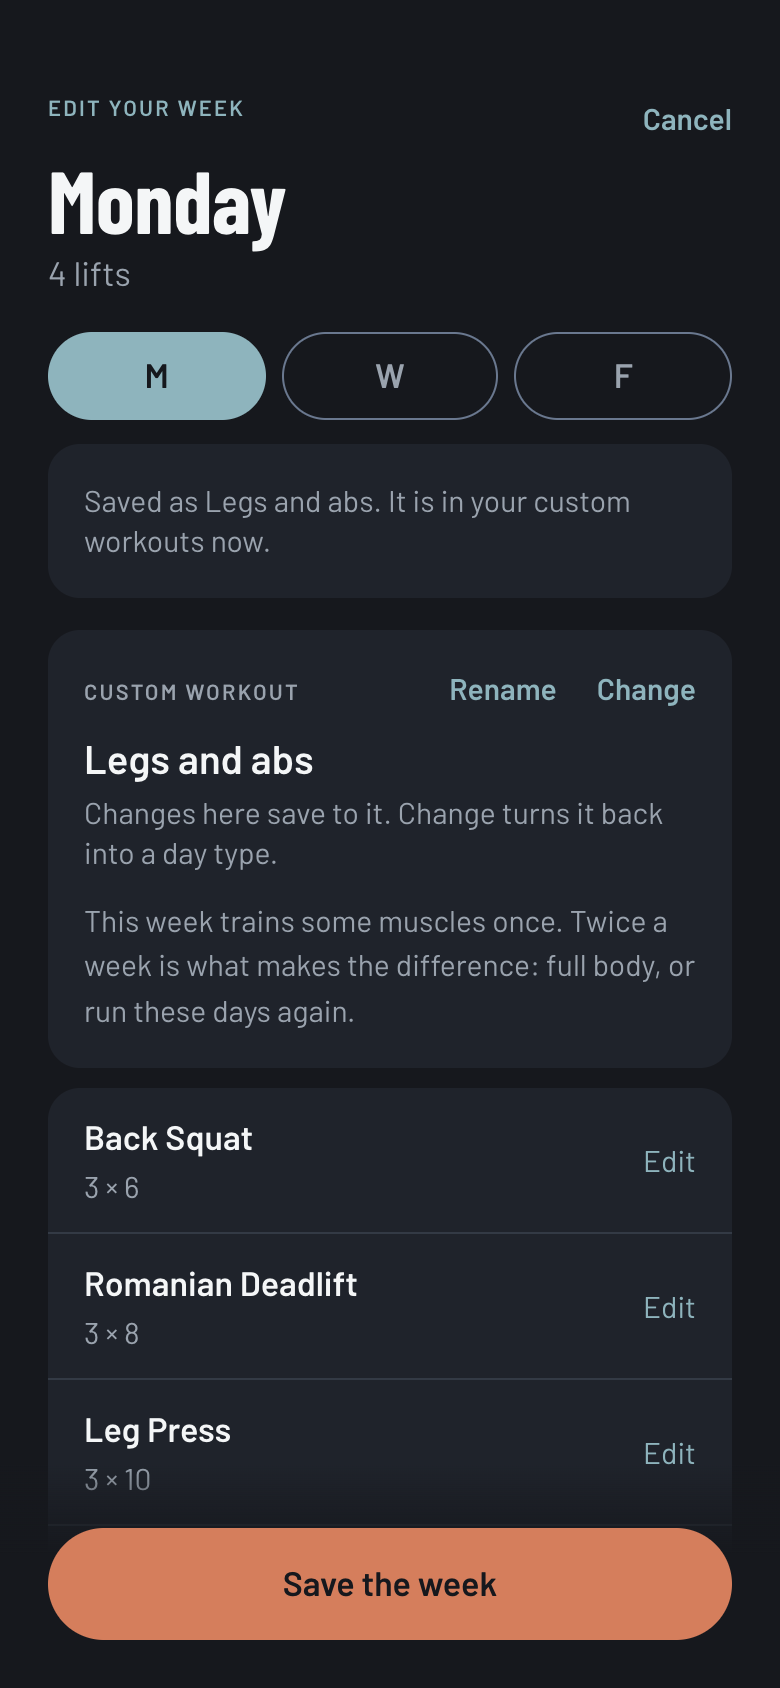 EDIT YOUR WEEK
Cancel
Monday
4 lifts
M
W
F
Saved as Legs and abs. It is in your custom
workouts now.
CUSTOM WORKOUT
Rename
Change
Legs and abs
Changes here save to it. Change turns it back
into a day type.
This week trains some muscles once. Twice a
week is what makes the difference: full body, or
run these days again.
Back Squat
3 × 6
Edit
Romanian Deadlift
3 × 8
Edit
Leg Press
3 × 10
Edit
Save the week